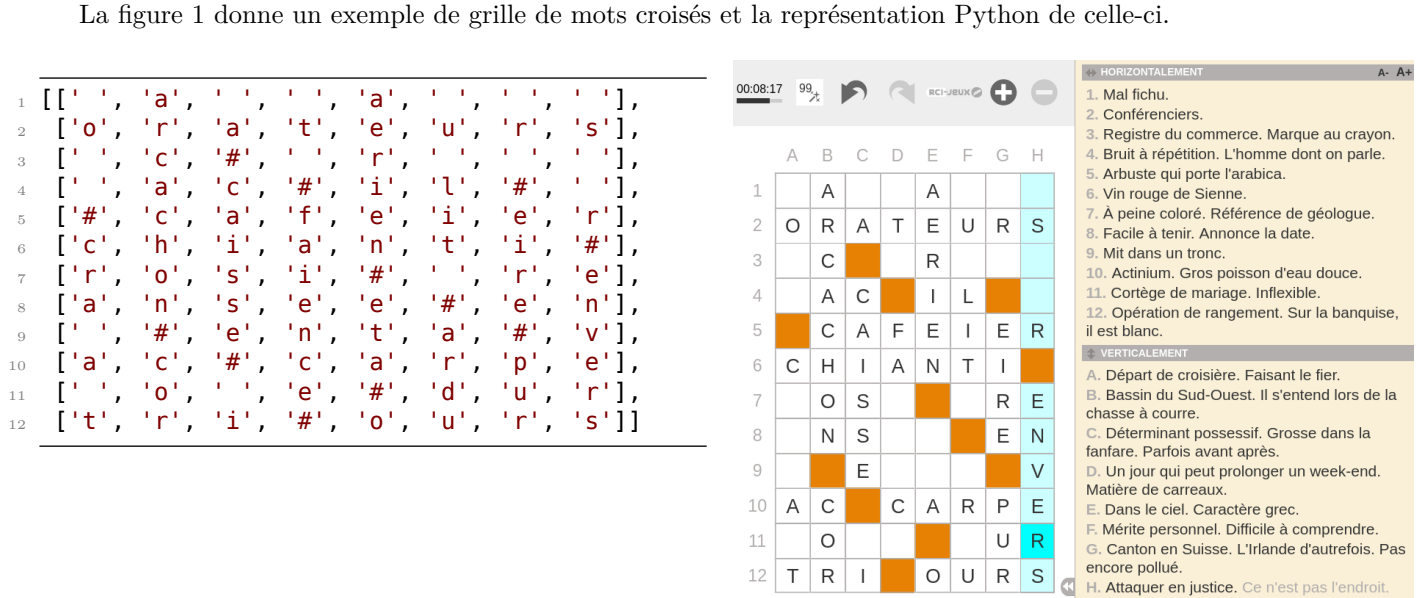 La figure 1 donne un exemple de grille de mots croisés et la représentation Python de celle-ci.
1 [[' ', 'a', ' ', ' ', 'a', ' ', ' ', ' '],
2 ['o', 'r', 'a', 't', 'e', 'u', 'r', 's'],
3 [' ', 'c', '#', ' ', 'r', ' ', ' ', ' '],
4 [' ', 'a', 'c', '#', 'i', 'l', '#', ' '],
5 ['#', 'c', 'a', 'f', 'e', 'i', 'e', 'r'],
6 ['c', 'h', 'i', 'a', 'n', 't', 'i', '#'],
7 ['r', 'o', 's', 'i', '#', ' ', 'r', 'e'],
8 ['a', 'n', 's', 'e', 'e', '#', 'e', 'n'],
9 [' ', '#', 'e', 'n', 't', 'a', '#', 'v'],
10 ['a', 'c', '#', 'c', 'a', 'r', 'p', 'e'],
11 [' ', 'o', ' ', 'e', '#', 'd', 'u', 'r'],
12 ['t', 'r', 'i', '#', 'o', 'u', 'r', 's']]
00:08:17 99 RCI-JEUX
A B C D E F G H
1 A A
2 O R A T E U R S
3 C R
4 A C I L
5 C A F E I E R
6 C H I A N T I
7 O S R E
8 N S E N
9 E V
10 A C C A R P E
11 O U R
12 T R I O U R S
HORIZONTALEMENT A- A+
1. Mal fichu.
2. Conférenciers.
3. Registre du commerce. Marque au crayon.
4. Bruit à répétition. L'homme dont on parle.
5. Arbuste qui porte l'arabica.
6. Vin rouge de Sienne.
7. À peine coloré. Référence de géologue.
8. Facile à tenir. Annonce la date.
9. Mit dans un tronc.
10. Actinium. Gros poisson d'eau douce.
11. Cortège de mariage. Inflexible.
12. Opération de rangement. Sur la banquise,
il est blanc.
VERTICALEMENT
A. Départ de croisière. Faisant le fier.
B. Bassin du Sud-Ouest. Il s'entend lors de la
chasse à courre.
C. Déterminant possessif. Grosse dans la
fanfare. Parfois avant après.
D. Un jour qui peut prolonger un week-end.
Matière de carreaux.
E. Dans le ciel. Caractère grec.
F. Mérite personnel. Difficile à comprendre.
G. Canton en Suisse. L'Irlande d'autrefois. Pas
encore pollué.
H. Attaquer en justice. Ce n'est pas l'endroit.